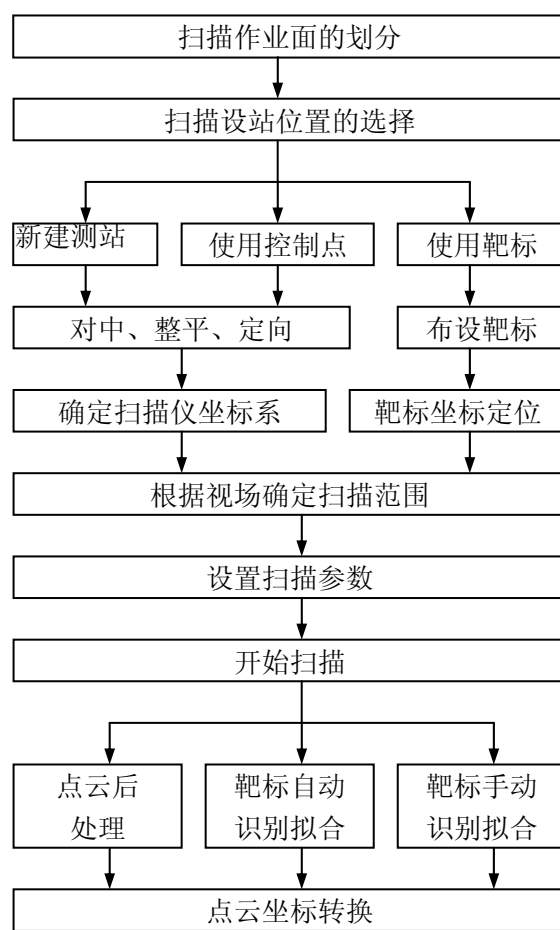 扫描作业面的划分
扫描设站位置的选择
新建测站
使用控制点
使用靶标
对中、整平、定向
布设靶标
确定扫描仪坐标系
靶标坐标定位
根据视场确定扫描范围
设置扫描参数
开始扫描
点云后
处理
靶标自动
识别拟合
靶标手动
识别拟合
点云坐标转换